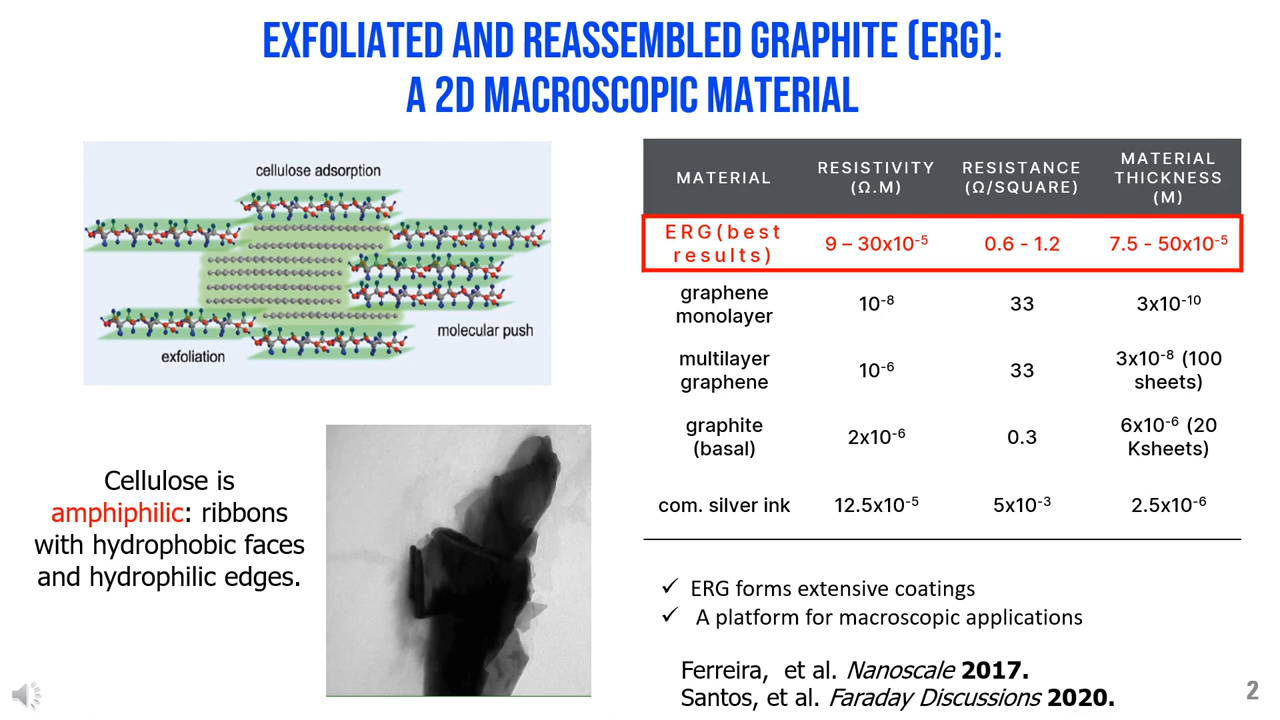 EXFOLIATED AND REASSEMBLED GRAPHITE (ERG):
A 2D MACROSCOPIC MATERIAL
cellulose adsorption
molecular push
exfoliation
Cellulose is
amphiphilic: ribbons
with hydrophobic faces
and hydrophilic edges.
MATERIAL RESISTIVITY (Ω.M) RESISTANCE (Ω/SQUARE) MATERIAL THICKNESS (M)
ERG(best results) 9 – 30x10⁻⁵ 0.6 - 1.2 7.5 - 50x10⁻⁵
graphene monolayer 10⁻⁸ 33 3x10⁻¹⁰
multilayer graphene 10⁻⁶ 33 3x10⁻⁸ (100 sheets)
graphite (basal) 2x10⁻⁶ 0.3 6x10⁻⁶ (20 Ksheets)
com. silver ink 12.5x10⁻⁵ 5x10⁻³ 2.5x10⁻⁶
✓ ERG forms extensive coatings
✓ A platform for macroscopic applications
Ferreira, et al. Nanoscale 2017.
Santos, et al. Faraday Discussions 2020.
2